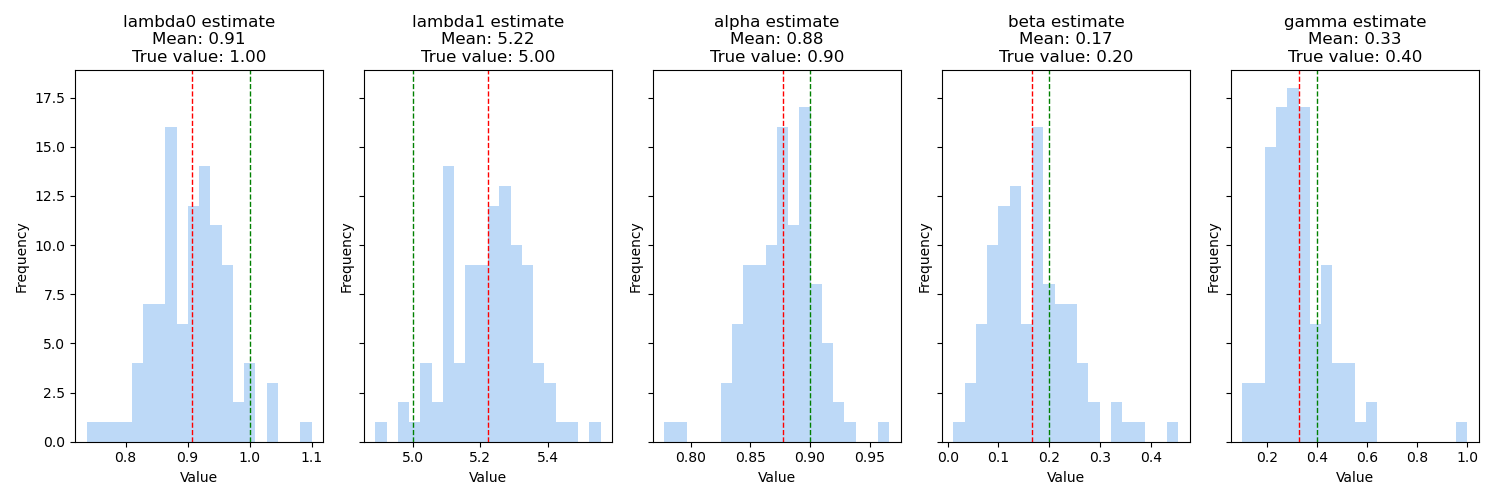 lambda0 estimate
Mean: 0.91
True value: 1.00
lambda1 estimate
Mean: 5.22
True value: 5.00
alpha estimate
Mean: 0.88
True value: 0.90
beta estimate
Mean: 0.17
True value: 0.20
gamma estimate
Mean: 0.33
True value: 0.40
17.5
15.0
12.5
10.0
7.5
5.0
2.5
0.0
Frequency
0.8 0.9 1.0 1.1
Value
Frequency
5.0 5.2 5.4
Value
Frequency
0.80 0.85 0.90 0.95
Value
Frequency
0.0 0.1 0.2 0.3 0.4
Value
Frequency
0.2 0.4 0.6 0.8 1.0
Value